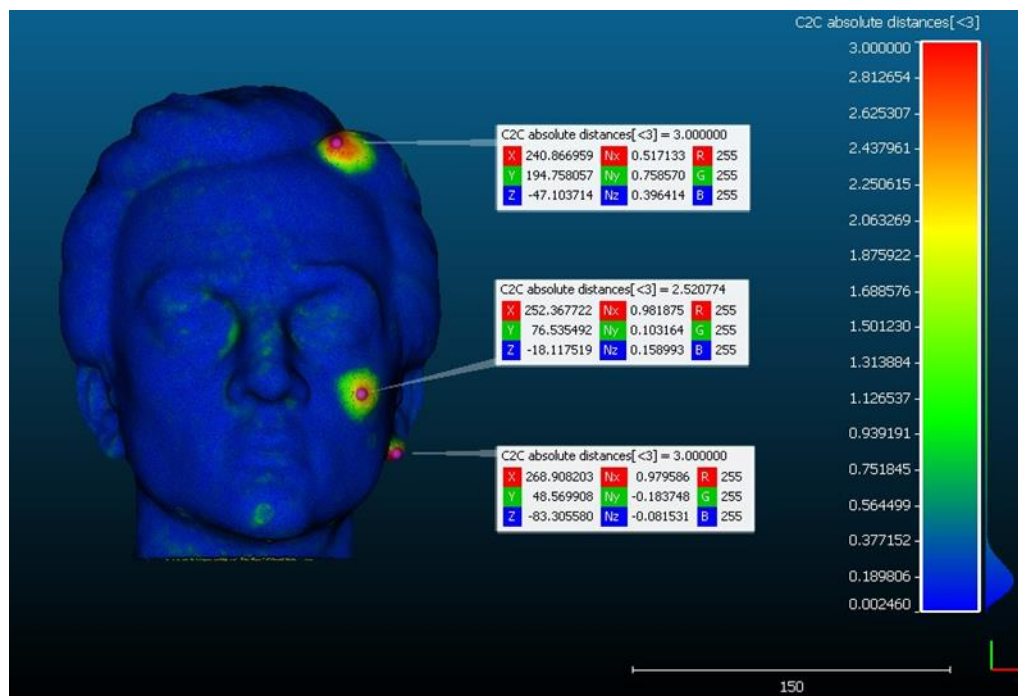 C2C absolute distances[<3]
3.000000
2.812654
2.625307
2.437961
2.250615
2.063269
1.875922
1.688576
1.501230
1.313884
1.126537
0.939191
0.751845
0.564499
0.377152
0.189806
0.002460
C2C absolute distances[<3] = 3.000000
X 240.866959 Nx 0.517133 R 255
Y 194.758057 Ny 0.758570 G 255
Z -47.103714 Nz 0.396414 B 255
C2C absolute distances[<3] = 2.520774
X 252.367722 Nx 0.981875 R 255
Y 76.535492 Ny 0.103164 G 255
Z -18.117519 Nz 0.158993 B 255
C2C absolute distances[<3] = 3.000000
X 268.908203 Nx 0.979586 R 255
Y 48.569908 Ny -0.183748 G 255
Z -83.305580 Nz -0.081531 B 255
150